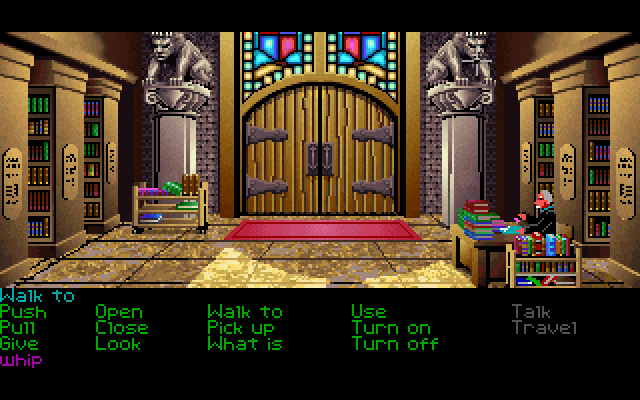 Walk to
Push Open Walk to Use Talk
Pull Close Pick up Turn on Travel
Give Look What is Turn off
whip